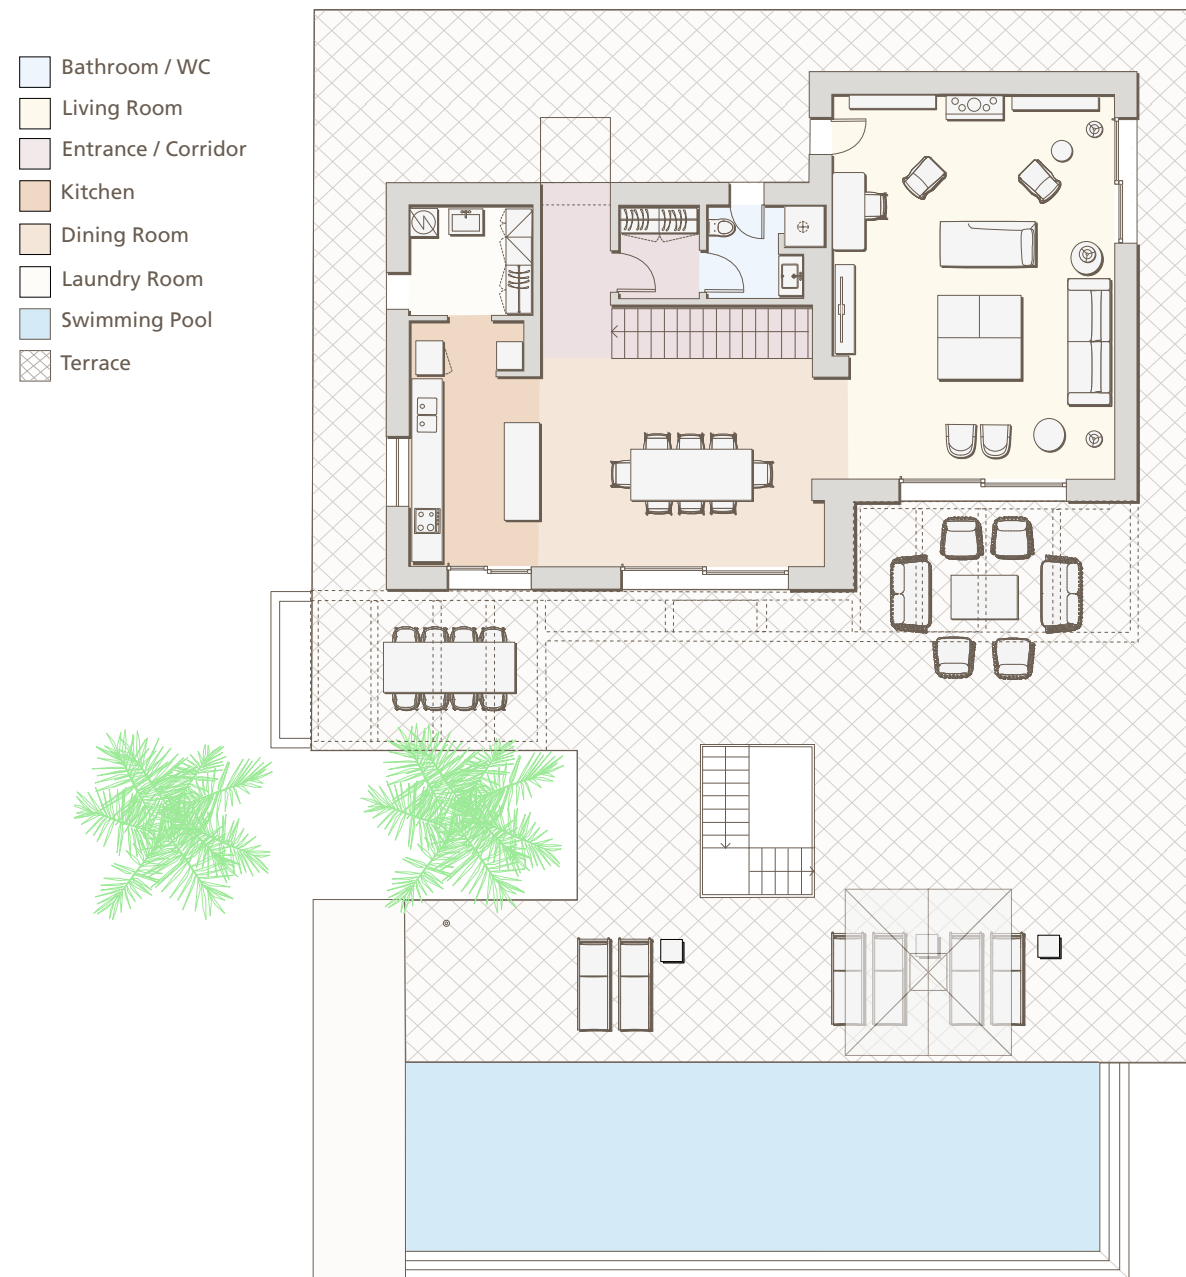 Bathroom / WC
Living Room
Entrance / Corridor
Kitchen
Dining Room
Laundry Room
Swimming Pool
Terrace